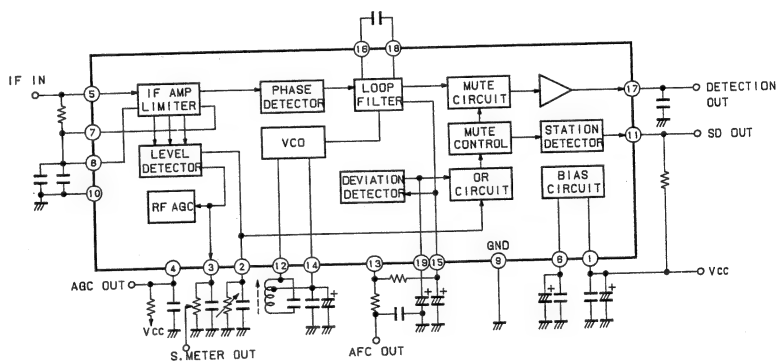 16
18
IF IN
5
IF AMP
LIMITER
PHASE
DETECTOR
LOOP
FILTER
MUTE
CIRCUIT
17
DETECTION
OUT
7
MUTE
CONTROL
STATION
DETECTOR
11
SD OUT
8
LEVEL
DETECTOR
VCO
10
DEVIATION
DETECTOR
OR
CIRCUIT
BIAS
CIRCUIT
RF AGC
GND
4
3
2
12
14
13
19
15
9
6
1
AGC OUT
VCC
VCC
S.METER OUT
AFC OUT